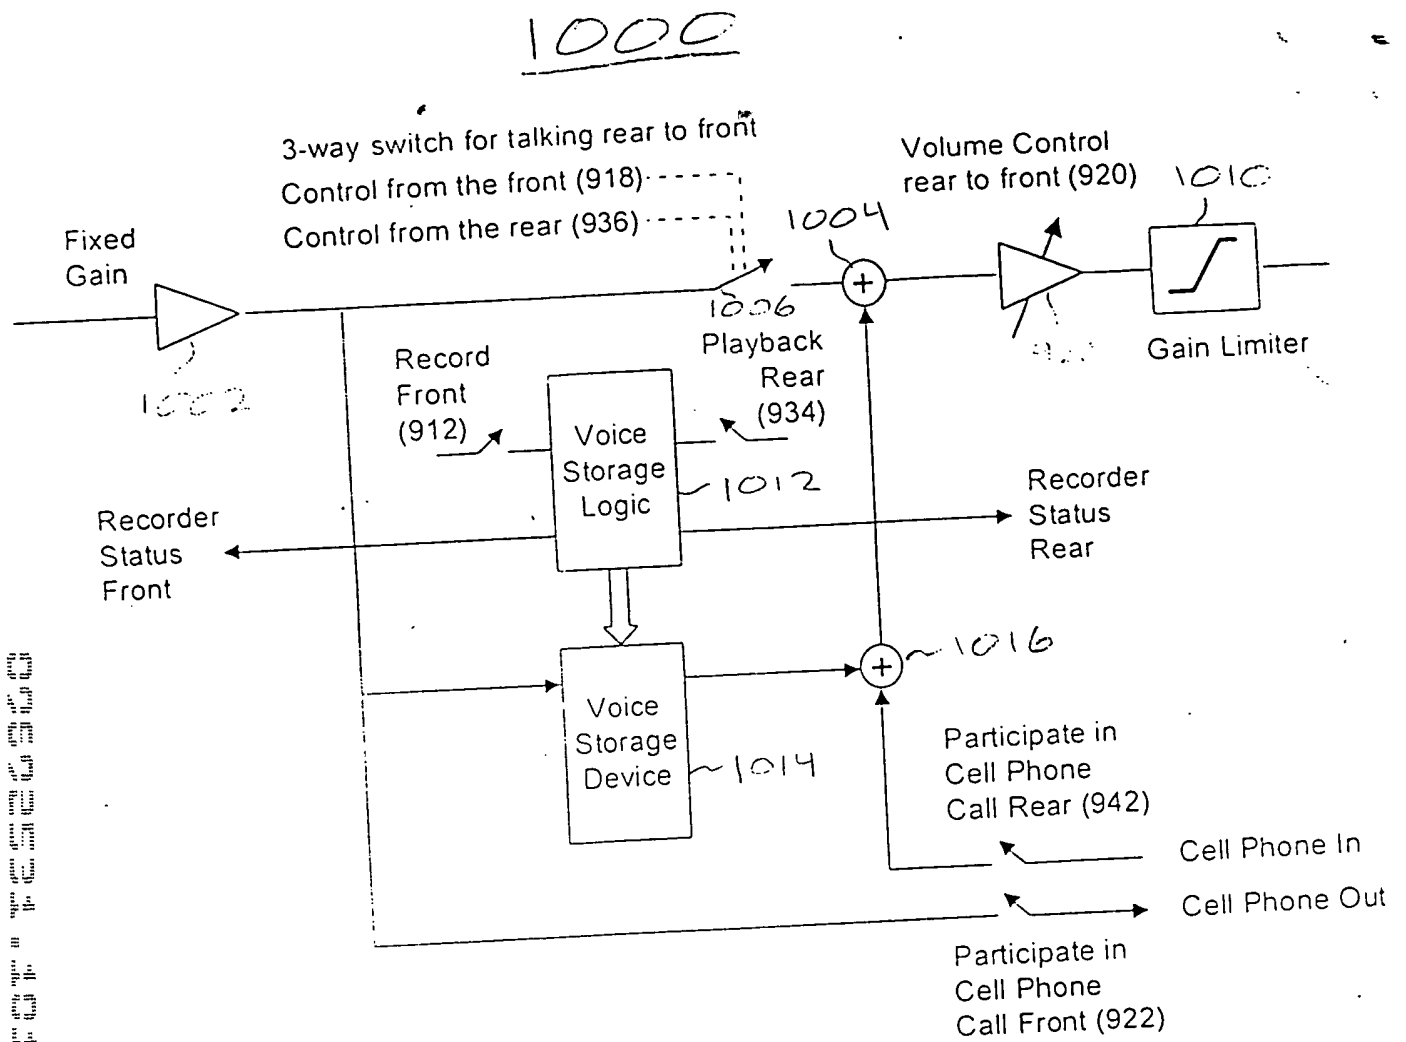 1000
3-way switch for talking rear to front
Control from the front (918)
Control from the rear (936)
Volume Control
rear to front (920)
1010
1004
Fixed
Gain
1006
1002
Gain Limiter
Record
Front
(912)
Playback
Rear
(934)
Voice
Storage
Logic
1012
Recorder
Status
Front
Recorder
Status
Rear
1016
Voice
Storage
Device
1014
Participate in
Cell Phone
Call Rear (942)
Cell Phone In
Cell Phone Out
Participate in
Cell Phone
Call Front (922)